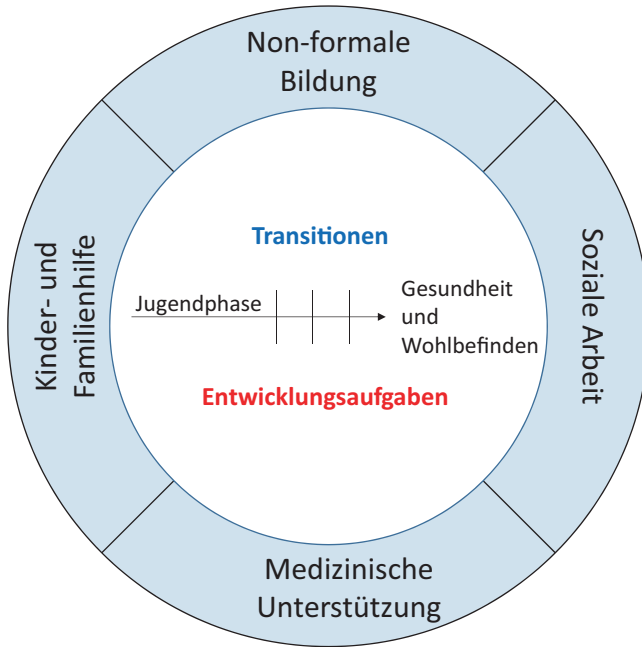 Non-formale
Bildung
Kinder- und
Familienhilfe
Transitionen
Jugendphase
Gesundheit
und
Wohlbefinden
Entwicklungsaufgaben
Soziale Arbeit
Medizinische
Unterstützung